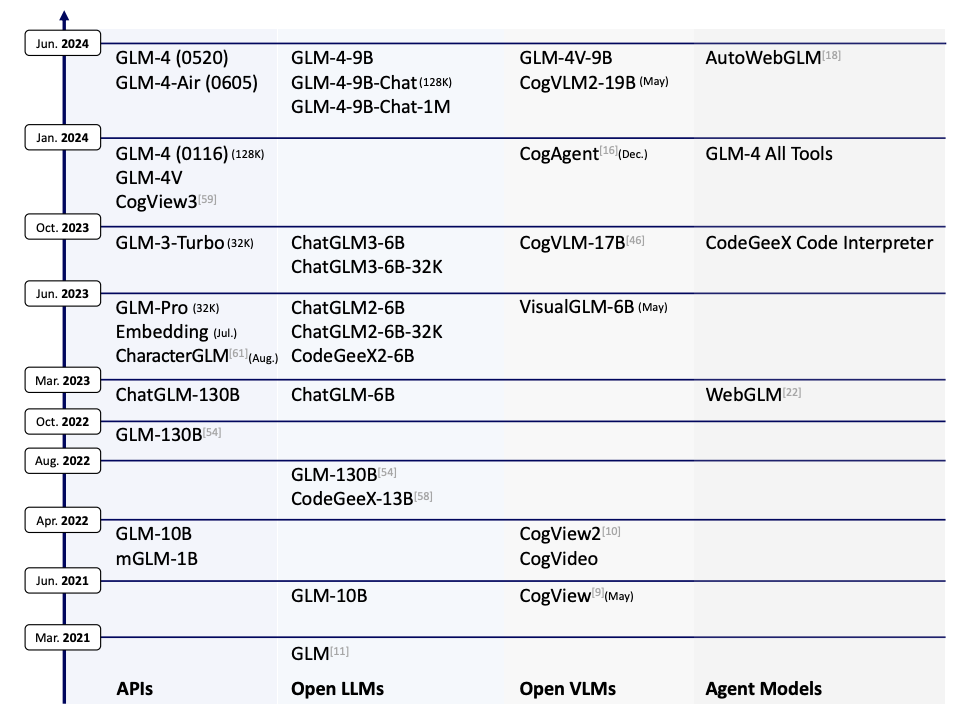 Jun. 2024
GLM-4 (0520) GLM-4-9B GLM-4V-9B AutoWebGLM[18]
GLM-4-Air (0605) GLM-4-9B-Chat (128K) CogVLM2-19B (May)
GLM-4-9B-Chat-1M
Jan. 2024
GLM-4 (0116) (128K) CogAgent[16](Dec.) GLM-4 All Tools
GLM-4V
CogView3[59]
Oct. 2023
GLM-3-Turbo (32K) ChatGLM3-6B CogVLM-17B[46] CodeGeeX Code Interpreter
ChatGLM3-6B-32K
Jun. 2023
GLM-Pro (32K) ChatGLM2-6B VisualGLM-6B (May)
Embedding (Jul.) ChatGLM2-6B-32K
CharacterGLM[61](Aug.) CodeGeeX2-6B
Mar. 2023
ChatGLM-130B ChatGLM-6B WebGLM[22]
Oct. 2022
GLM-130B[54]
Aug. 2022
GLM-130B[54]
CodeGeeX-13B[58]
Apr. 2022
GLM-10B CogView2[10]
mGLM-1B CogVideo
Jun. 2021
GLM-10B CogView[9](May)
Mar. 2021
GLM[11]
APIs Open LLMs Open VLMs Agent Models